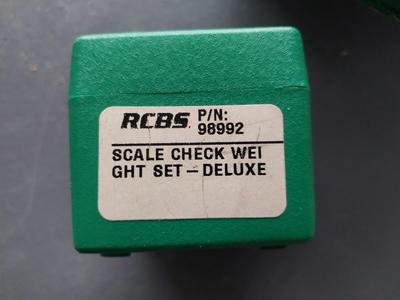 RCBS. P/N:
98992
SCALE CHECK WEI
GHT SET - DELUXE